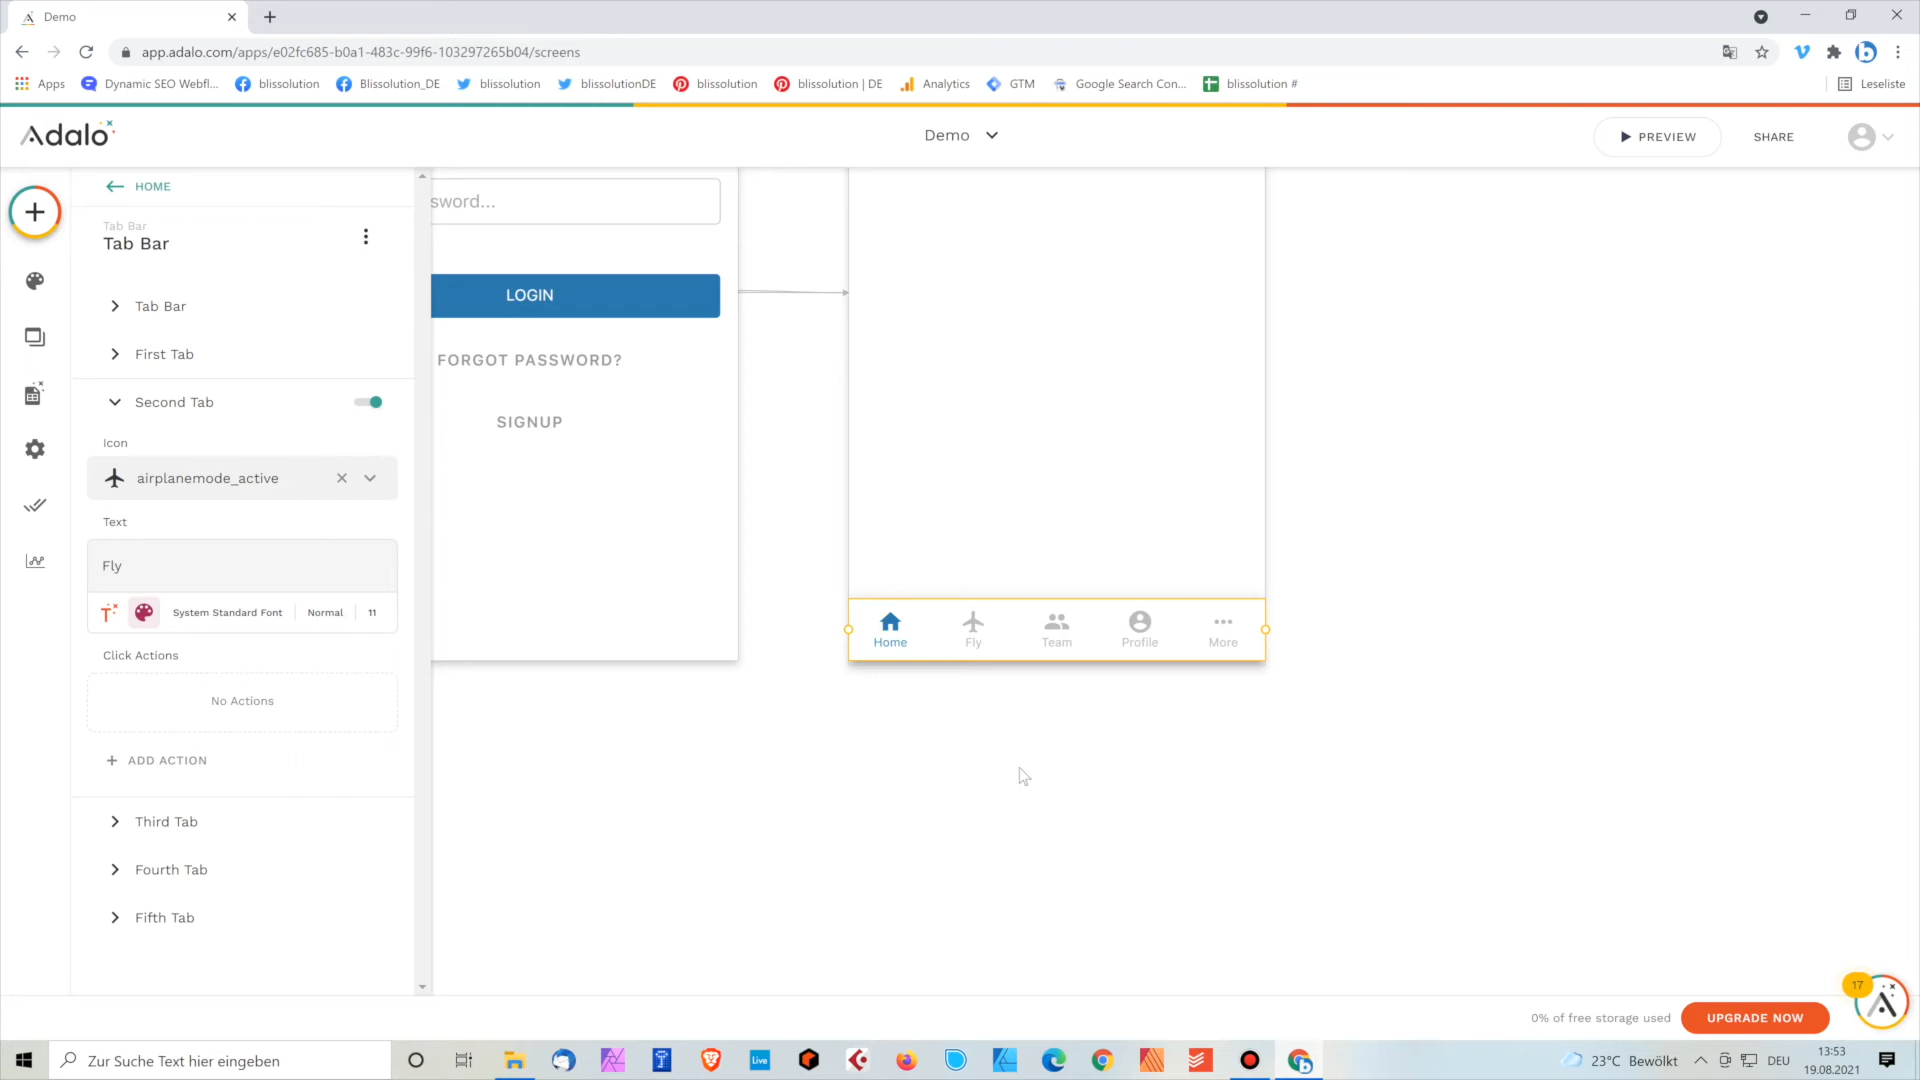 Demo
app.adalo.com/apps/e02fc685-b0a1-483c-99f6-103297265b04/screens
Apps
Dynamic SEO Webfl...
blissolution
Blissolution_DE
blissolution
blissolutionDE
blissolution
blissolution | DE
Analytics
GTM
Google Search Con...
blissolution #
Leseliste
Adalo
Demo
PREVIEW
SHARE
HOME
Tab Bar
Tab Bar
Tab Bar
First Tab
Second Tab
Icon
airplanemode_active
Text
Fly
System Standard Font
Normal
11
Click Actions
No Actions
+ ADD ACTION
Third Tab
Fourth Tab
Fifth Tab
sword...
LOGIN
FORGOT PASSWORD?
SIGNUP
Home
Fly
Team
Profile
More
17
0% of free storage used
UPGRADE NOW
Zur Suche Text hier eingeben
Live
23°C Bewölkt
DEU
13:53
19.08.2021